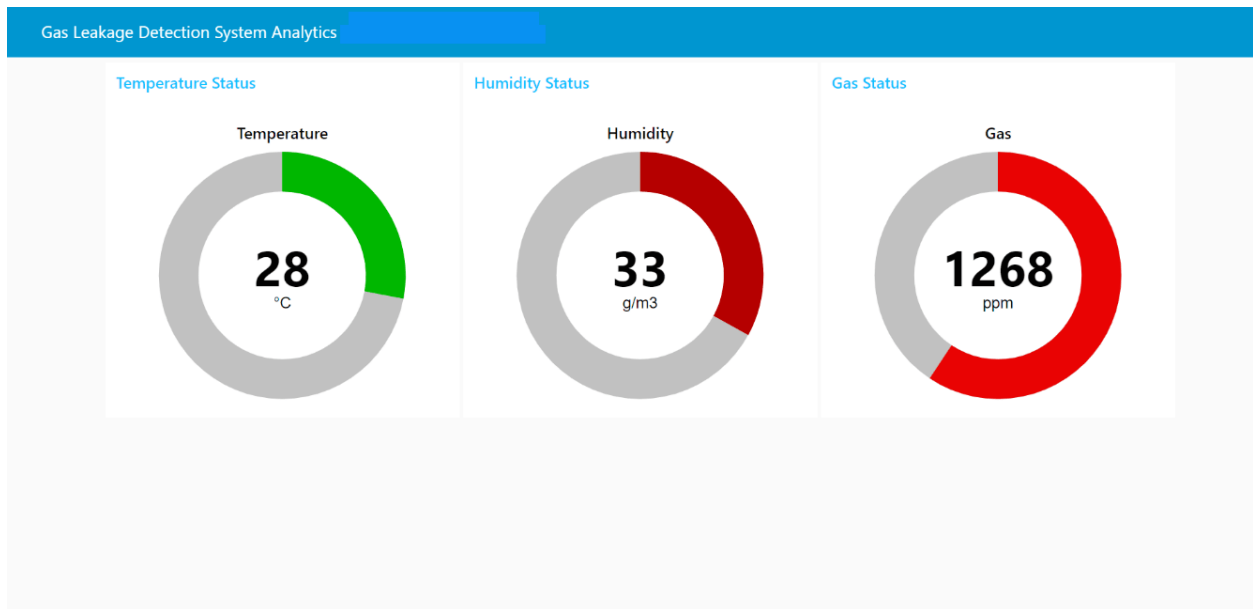 Gas Leakage Detection System Analytics
Temperature Status
Temperature
28
°C
Humidity Status
Humidity
33
g/m3
Gas Status
Gas
1268
ppm